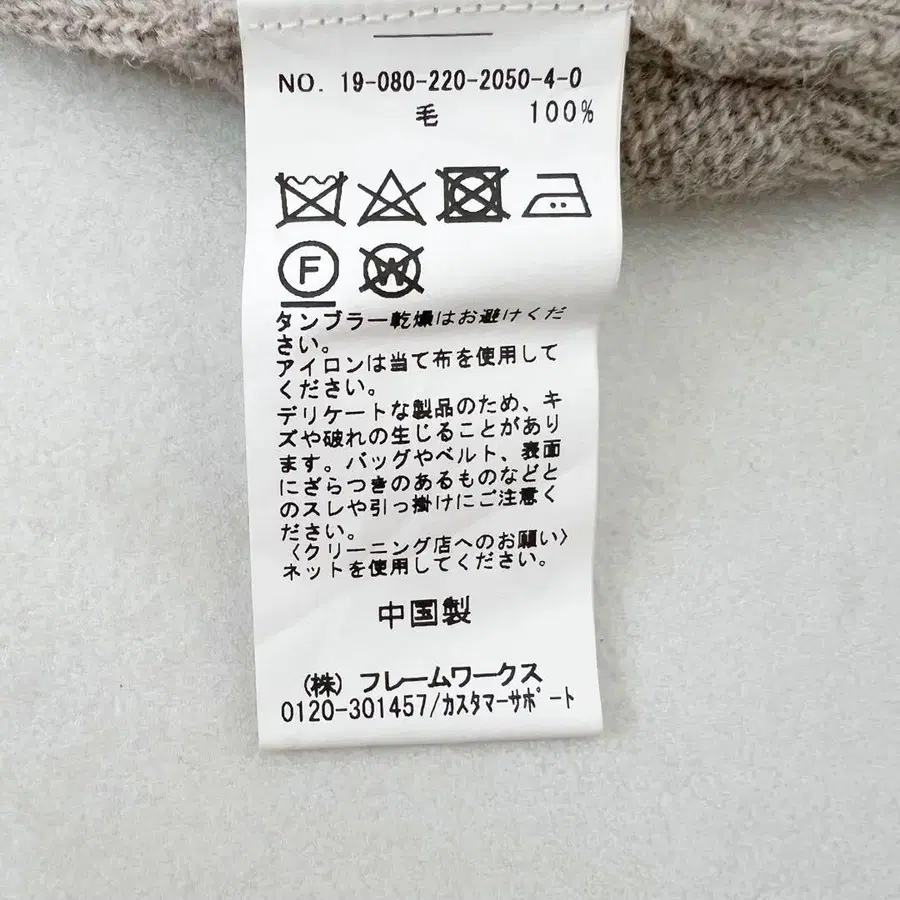 NO. 19-080-220-2050-4-0
毛 100%
F W
タンブラー乾燥はお避けくだ
さい。
アイロンは当て布を使用して
ください。
デリケートな製品のため、キ
ズや破れの生じることがあり
ます。バッグやベルト、表面
にざらつきのあるものなどと
のスレや引っ掛けにご注意く
ださい。
〈クリーニング店へのお願い〉
ネットを使用してください。
中国製
(株) フレームワークス
0120-301457/カスタマーサポート